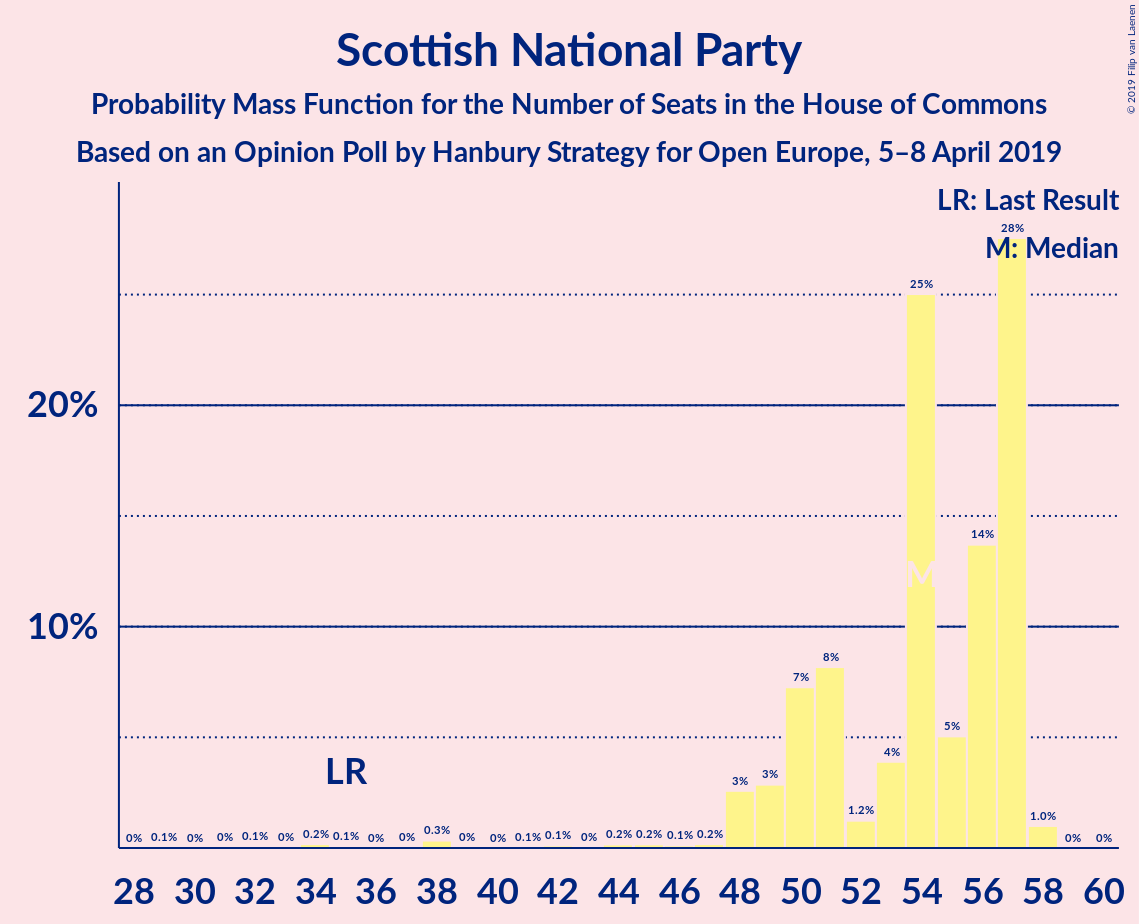 © 2019 Filip van Laenen
Scottish National Party
Probability Mass Function for the Number of Seats in the House of Commons
Based on an Opinion Poll by Hanbury Strategy for Open Europe, 5–8 April 2019
LR: Last Result
M: Median
28%
25%
20%
14%
M
10%
8%
7%
5%
4%
3% 3%
LR
1.2%
1.0%
0% 0.1% 0% 0% 0.1% 0% 0.2% 0.1% 0% 0% 0.3% 0% 0% 0.1% 0.1% 0% 0.2% 0.2% 0.1% 0.2% 0% 0%
28 30 32 34 36 38 40 42 44 46 48 50 52 54 56 58 60